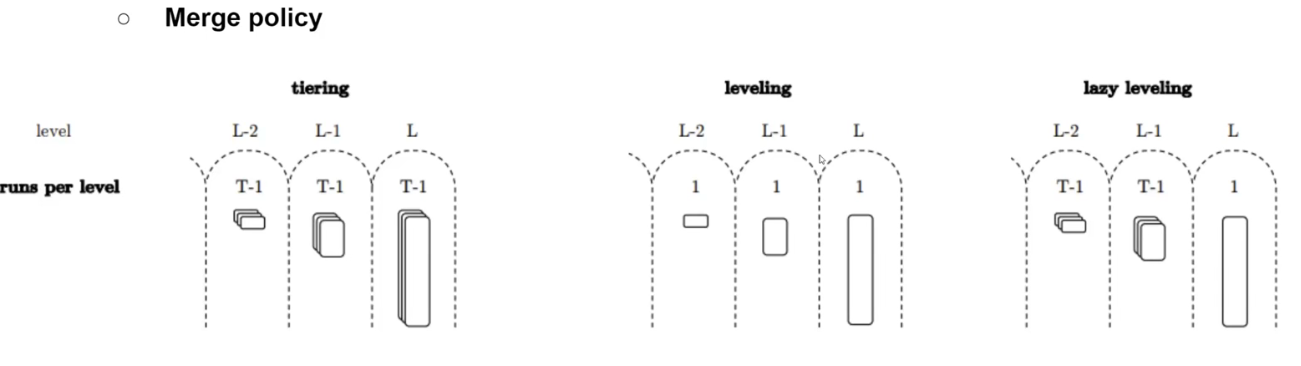 ○ Merge policy
tiering leveling lazy leveling
level L-2 L-1 L L-2 L-1 L L-2 L-1 L
runs per level T-1 T-1 T-1 1 1 1 T-1 T-1 1